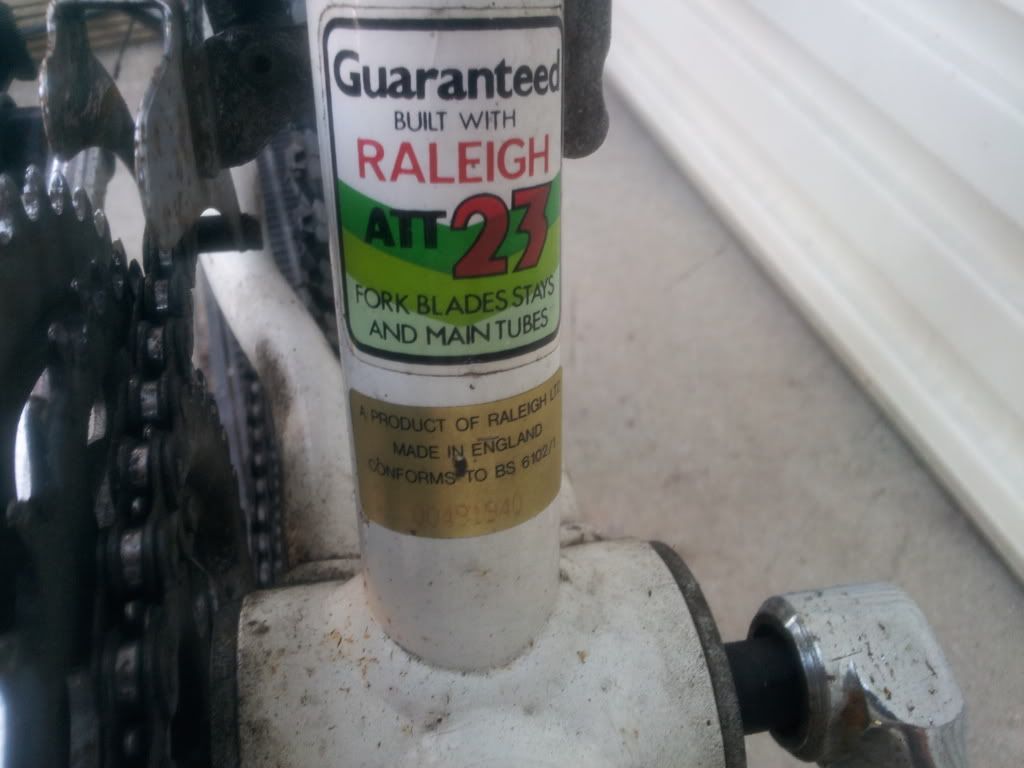 Guaranteed
BUILT WITH
RALEIGH
ATT 23
FORK BLADES STAYS
AND MAIN TUBES
A PRODUCT OF RALEIGH LTD
MADE IN ENGLAND
CONFORMS TO BS 6102/1
00491940